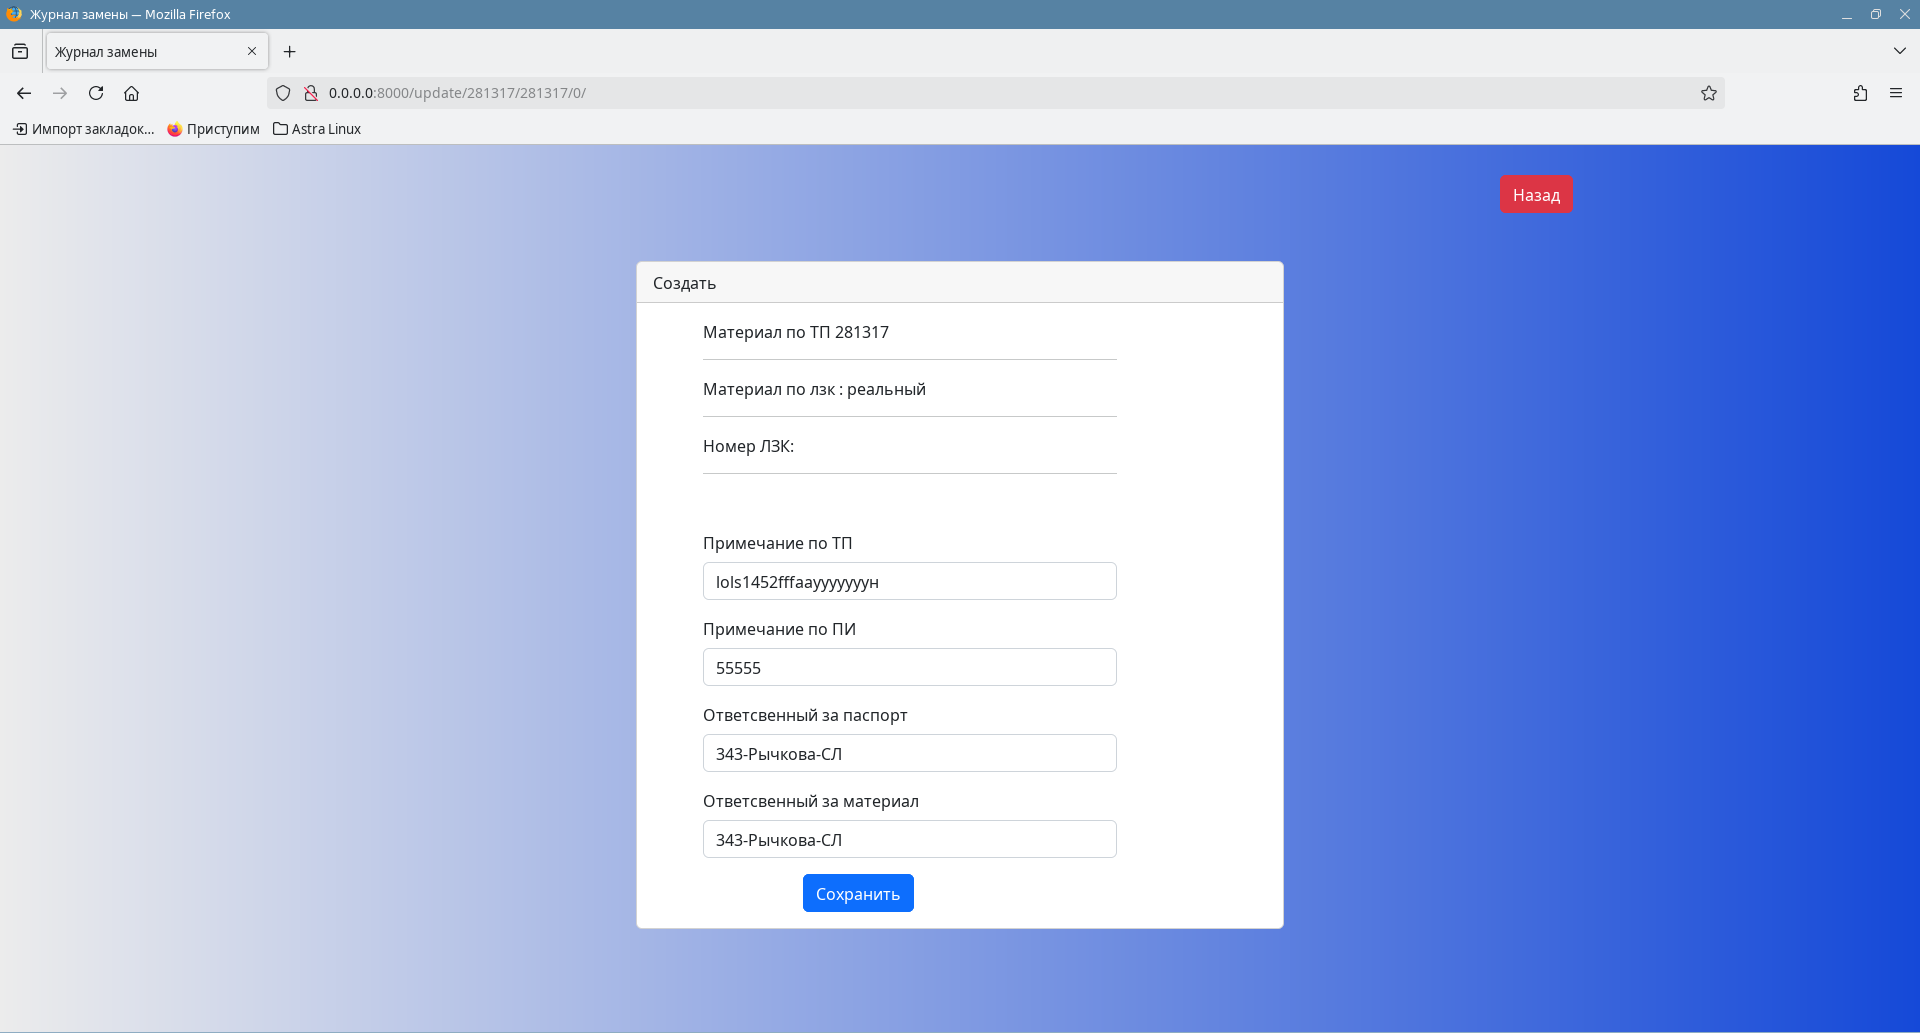 Журнал замены — Mozilla Firefox
Журнал замены
0.0.0.0:8000/update/281317/281317/0/
Импорт закладок... Приступим Astra Linux
Назад
Создать
Материал по ТП 281317
Материал по лзк : реальный
Номер ЛЗК:
Примечание по ТП
lols1452fffaaууууууун
Примечание по ПИ
55555
Ответсвенный за паспорт
343-Рычкова-СЛ
Ответсвенный за материал
343-Рычкова-СЛ
Сохранить